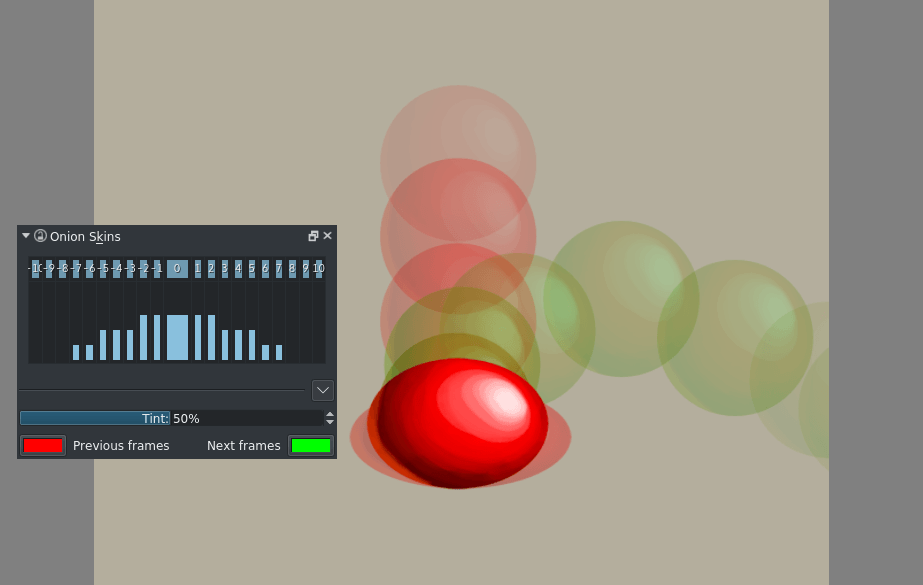 Onion Skins
-10 -9 -8 -7 -6 -5 -4 -3 -2 -1 0 1 2 3 4 5 6 7 8 9 10
Tint: 50%
Previous frames Next frames